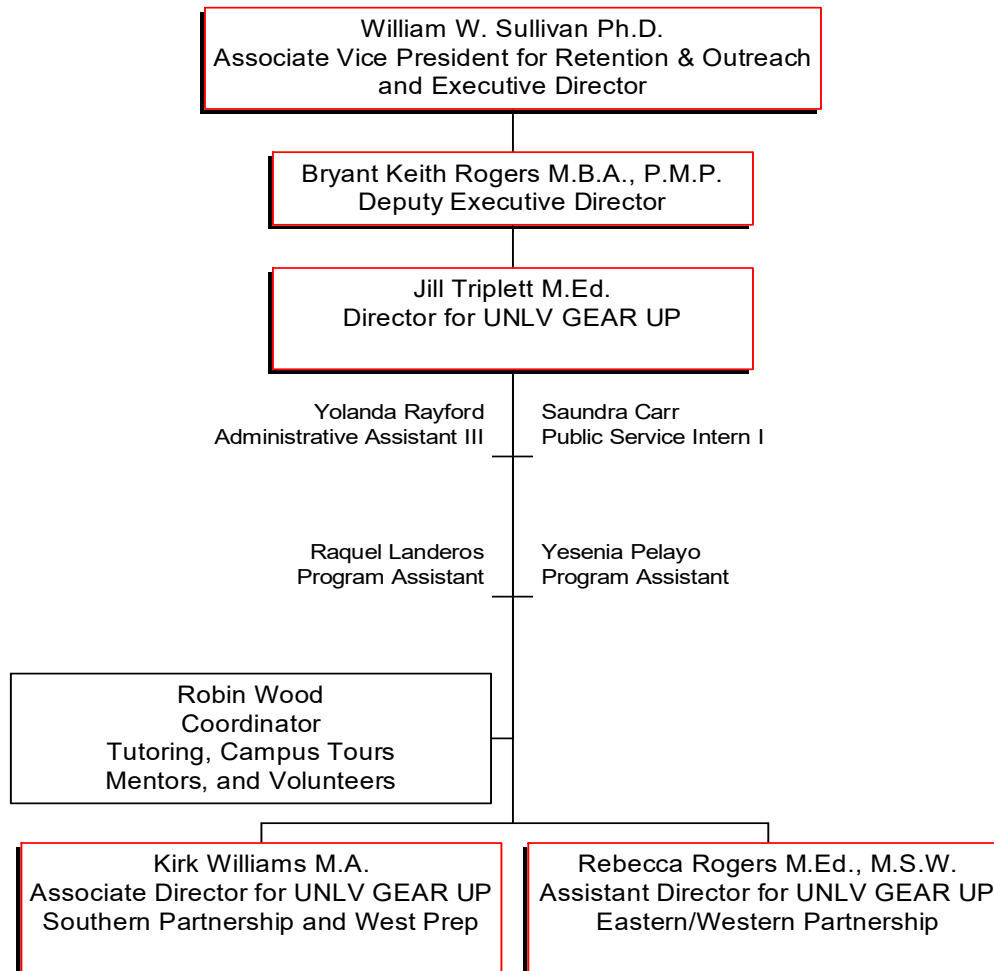 William W. Sullivan Ph.D.
Associate Vice President for Retention & Outreach
and Executive Director
Bryant Keith Rogers M.B.A., P.M.P.
Deputy Executive Director
Jill Triplett M.Ed.
Director for UNLV GEAR UP
Yolanda Rayford
Administrative Assistant III
Saundra Carr
Public Service Intern I
Raquel Landeros
Program Assistant
Yesenia Pelayo
Program Assistant
Robin Wood
Coordinator
Tutoring, Campus Tours
Mentors, and Volunteers
Kirk Williams M.A.
Associate Director for UNLV GEAR UP
Southern Partnership and West Prep
Rebecca Rogers M.Ed., M.S.W.
Assistant Director for UNLV GEAR UP
Eastern/Western Partnership